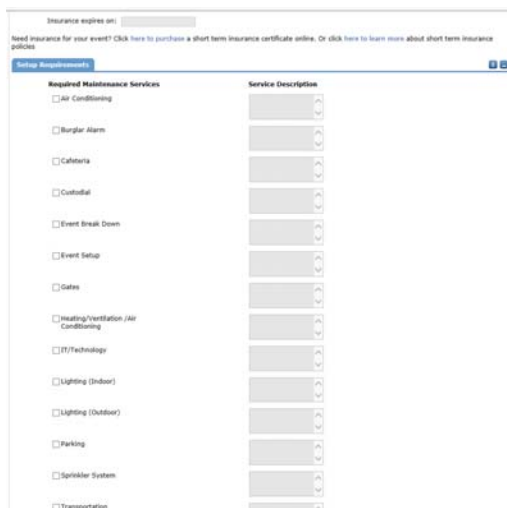 Insurance expires on:
Need insurance for your event? Click here to purchase a short term insurance certificate online. Or click here to learn more about short term insurance
policies
Setup Requirements
Required Maintenance Services Service Description
Air Conditioning
Burglar Alarm
Cafeteria
Custodial
Event Break Down
Event Setup
Gates
Heating/Ventilation /Air
Conditioning
IT/Technology
Lighting (Indoor)
Lighting (Outdoor)
Parking
Sprinkler System
Transportation